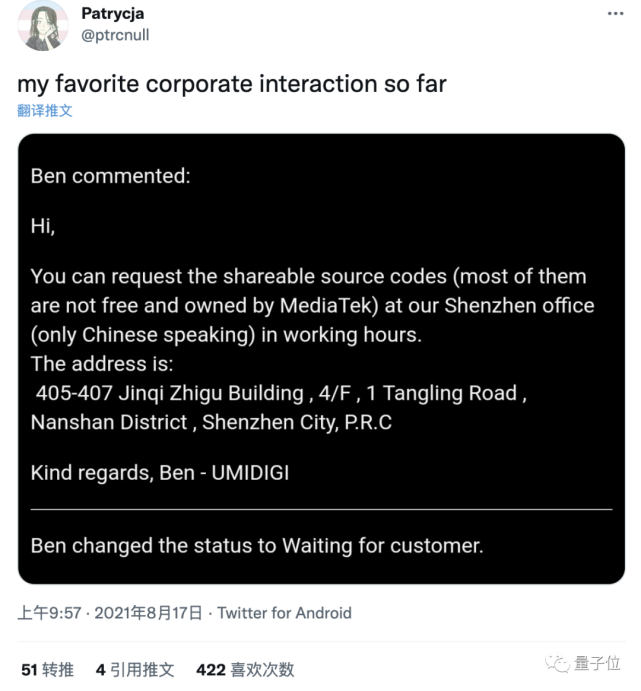 Patrycja
@ptrcnull
my favorite corporate interaction so far
翻译推文
Ben commented:
Hi,
You can request the shareable source codes (most of them
are not free and owned by MediaTek) at our Shenzhen office
(only Chinese speaking) in working hours.
The address is:
405-407 Jinqi Zhigu Building , 4/F , 1 Tangling Road ,
Nanshan District , Shenzhen City, P.R.C
Kind regards, Ben - UMIDIGI
Ben changed the status to Waiting for customer.
上午9:57 · 2021年8月17日 · Twitter for Android
51 转推 4 引用推文 422 喜欢次数
量子位